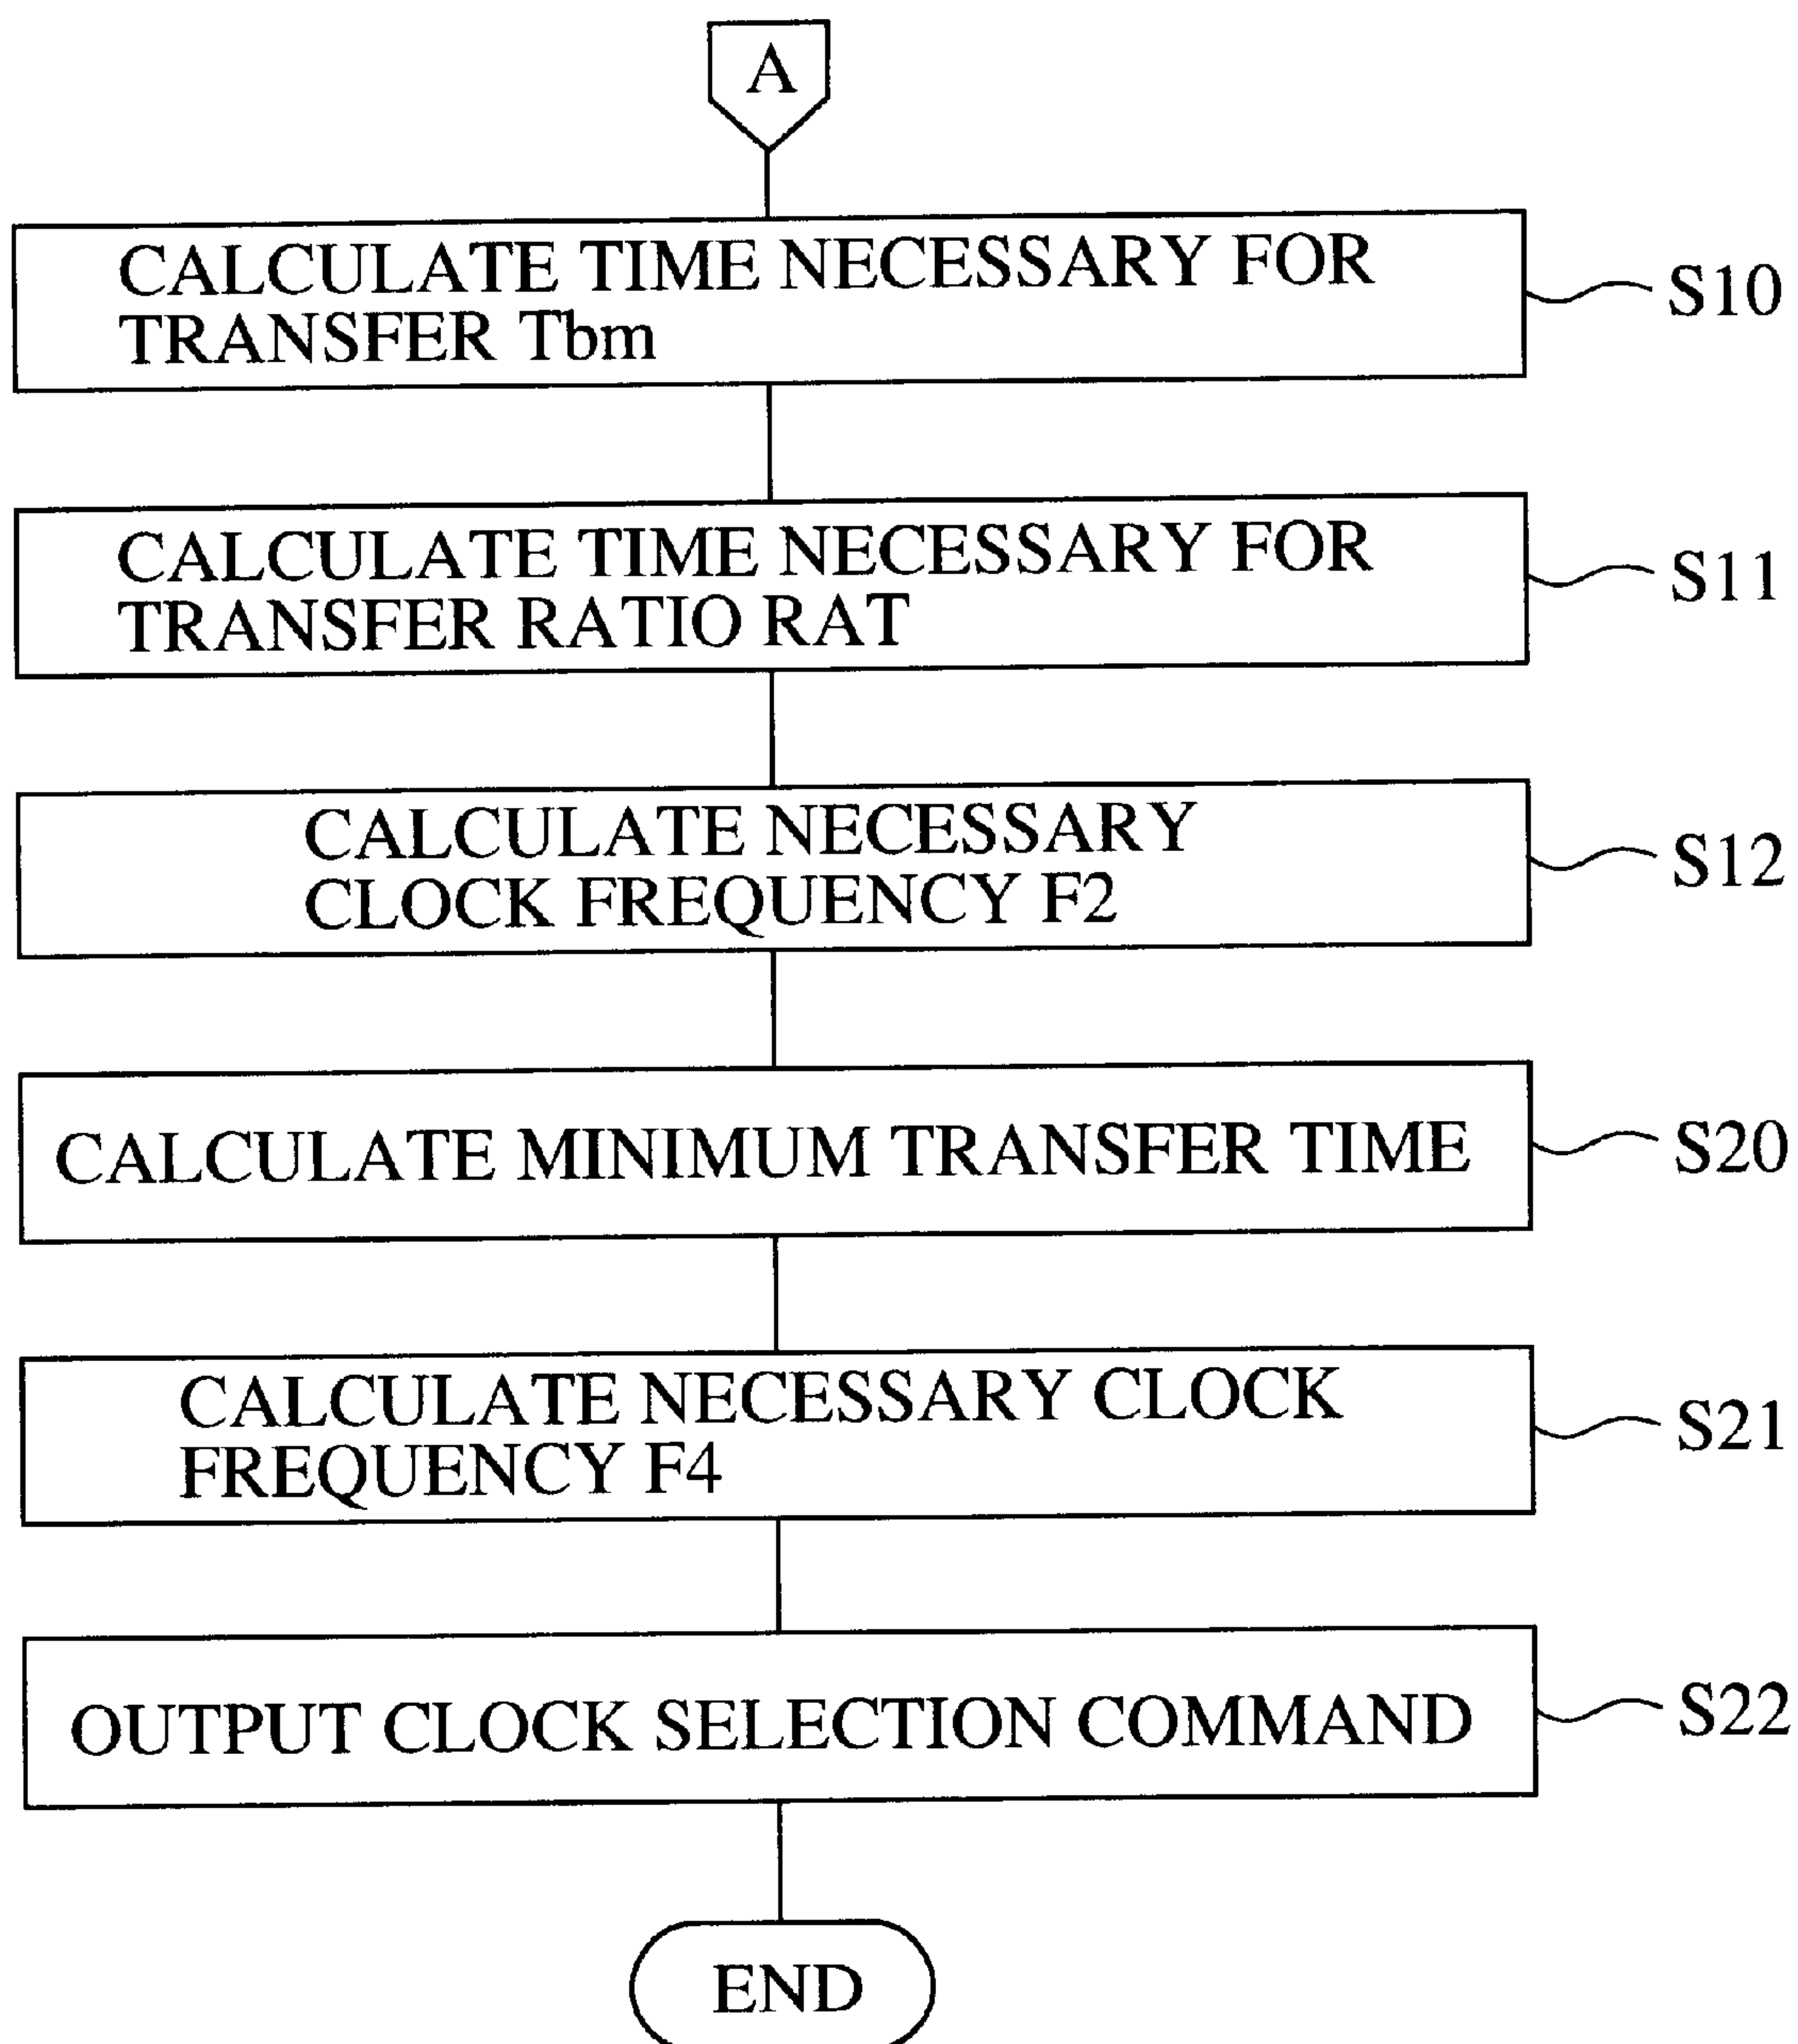 A
CALCULATE TIME NECESSARY FOR
TRANSFER Tbm
S10
CALCULATE TIME NECESSARY FOR
TRANSFER RATIO RAT
S11
CALCULATE NECESSARY
CLOCK FREQUENCY F2
S12
CALCULATE MINIMUM TRANSFER TIME
S20
CALCULATE NECESSARY CLOCK
FREQUENCY F4
S21
OUTPUT CLOCK SELECTION COMMAND
S22
END